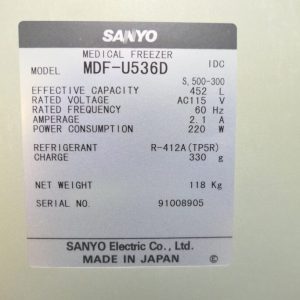 SANYO
MEDICAL FREEZER
MODEL MDF-U536D IDC
S,500-300
EFFECTIVE CAPACITY 452 L
RATED VOLTAGE AC115 V
RATED FREQUENCY 60 Hz
AMPERAGE 2.1 A
POWER CONSUMPTION 220 W
REFRIGERANT R-412A(TP5R)
CHARGE 330 g
NET WEIGHT 118 Kg
SERIAL NO. 91008905
SANYO Electric Co., Ltd.
MADE IN JAPAN ©